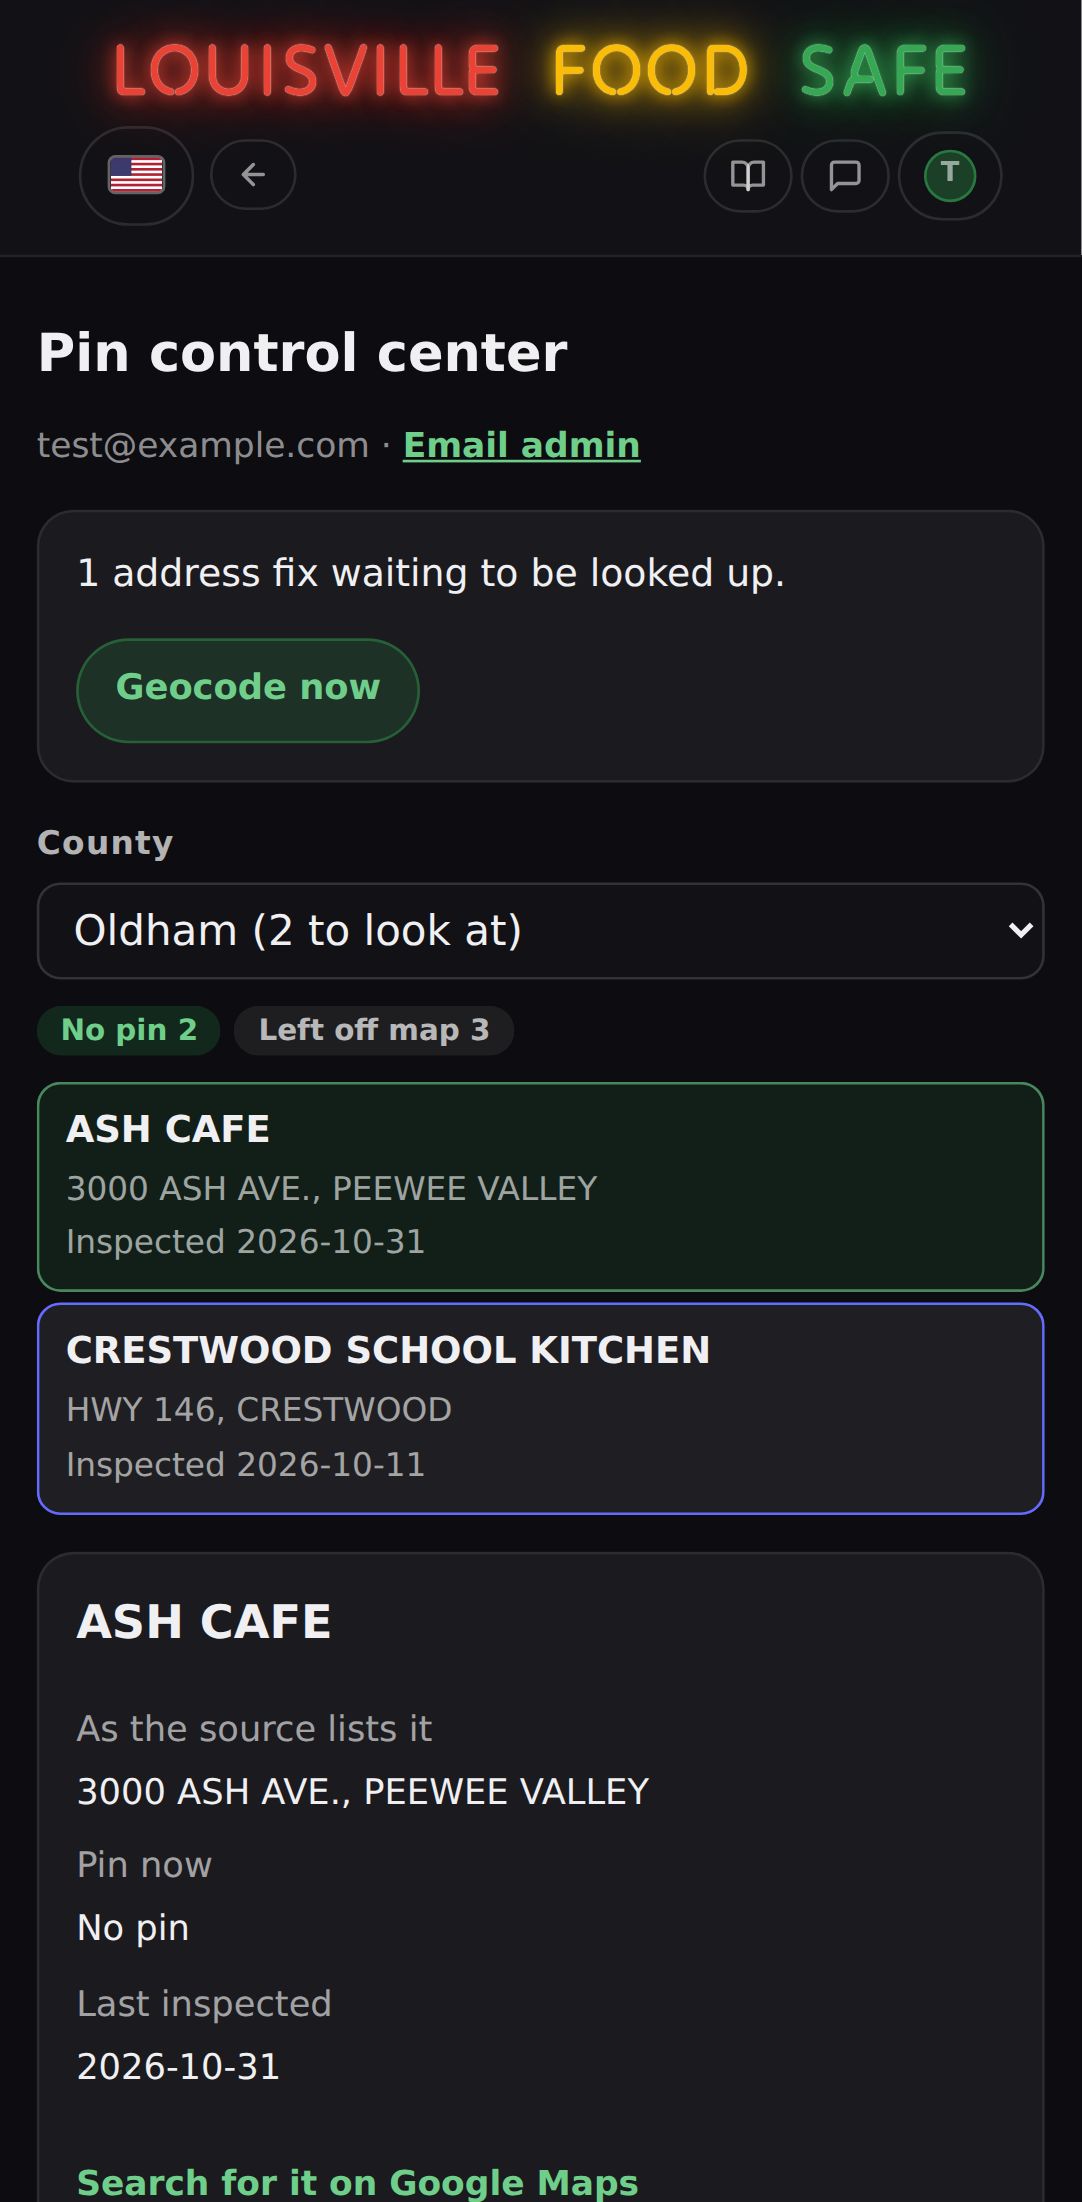 LOUISVILLE FOOD SAFE
T
Pin control center
test@example.com · Email admin
1 address fix waiting to be looked up.
Geocode now
County
Oldham (2 to look at)
No pin 2 Left off map 3
ASH CAFE
3000 ASH AVE., PEEWEE VALLEY
Inspected 2026-10-31
CRESTWOOD SCHOOL KITCHEN
HWY 146, CRESTWOOD
Inspected 2026-10-11
ASH CAFE
As the source lists it
3000 ASH AVE., PEEWEE VALLEY
Pin now
No pin
Last inspected
2026-10-31
Search for it on Google Maps